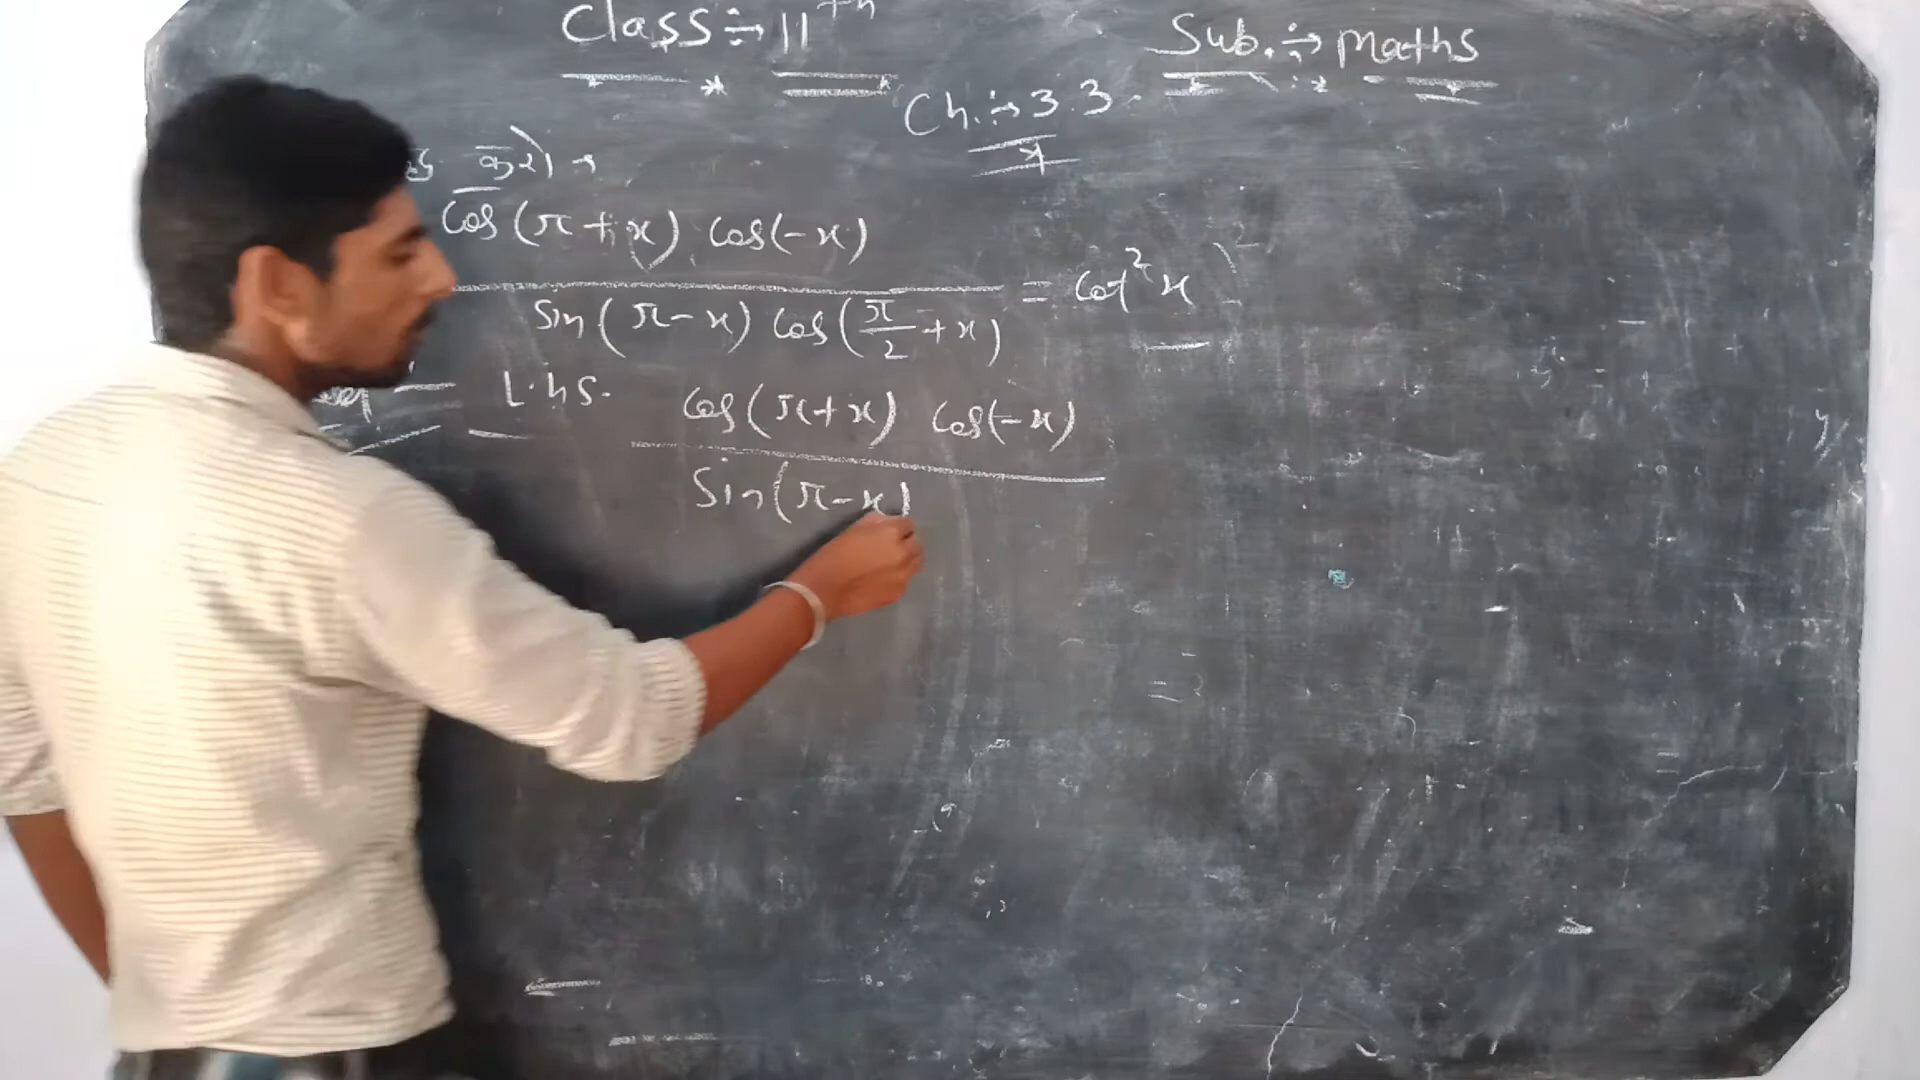 Class ÷ 11th
Sub. ÷ Maths
Ch. ÷ 3.3
करो
cos(π+x) cos(-x)
sin(π-x) cos(π/2+x) = cot²x
L.h.S. cos(π+x) cos(-x)
Sin(π-x)